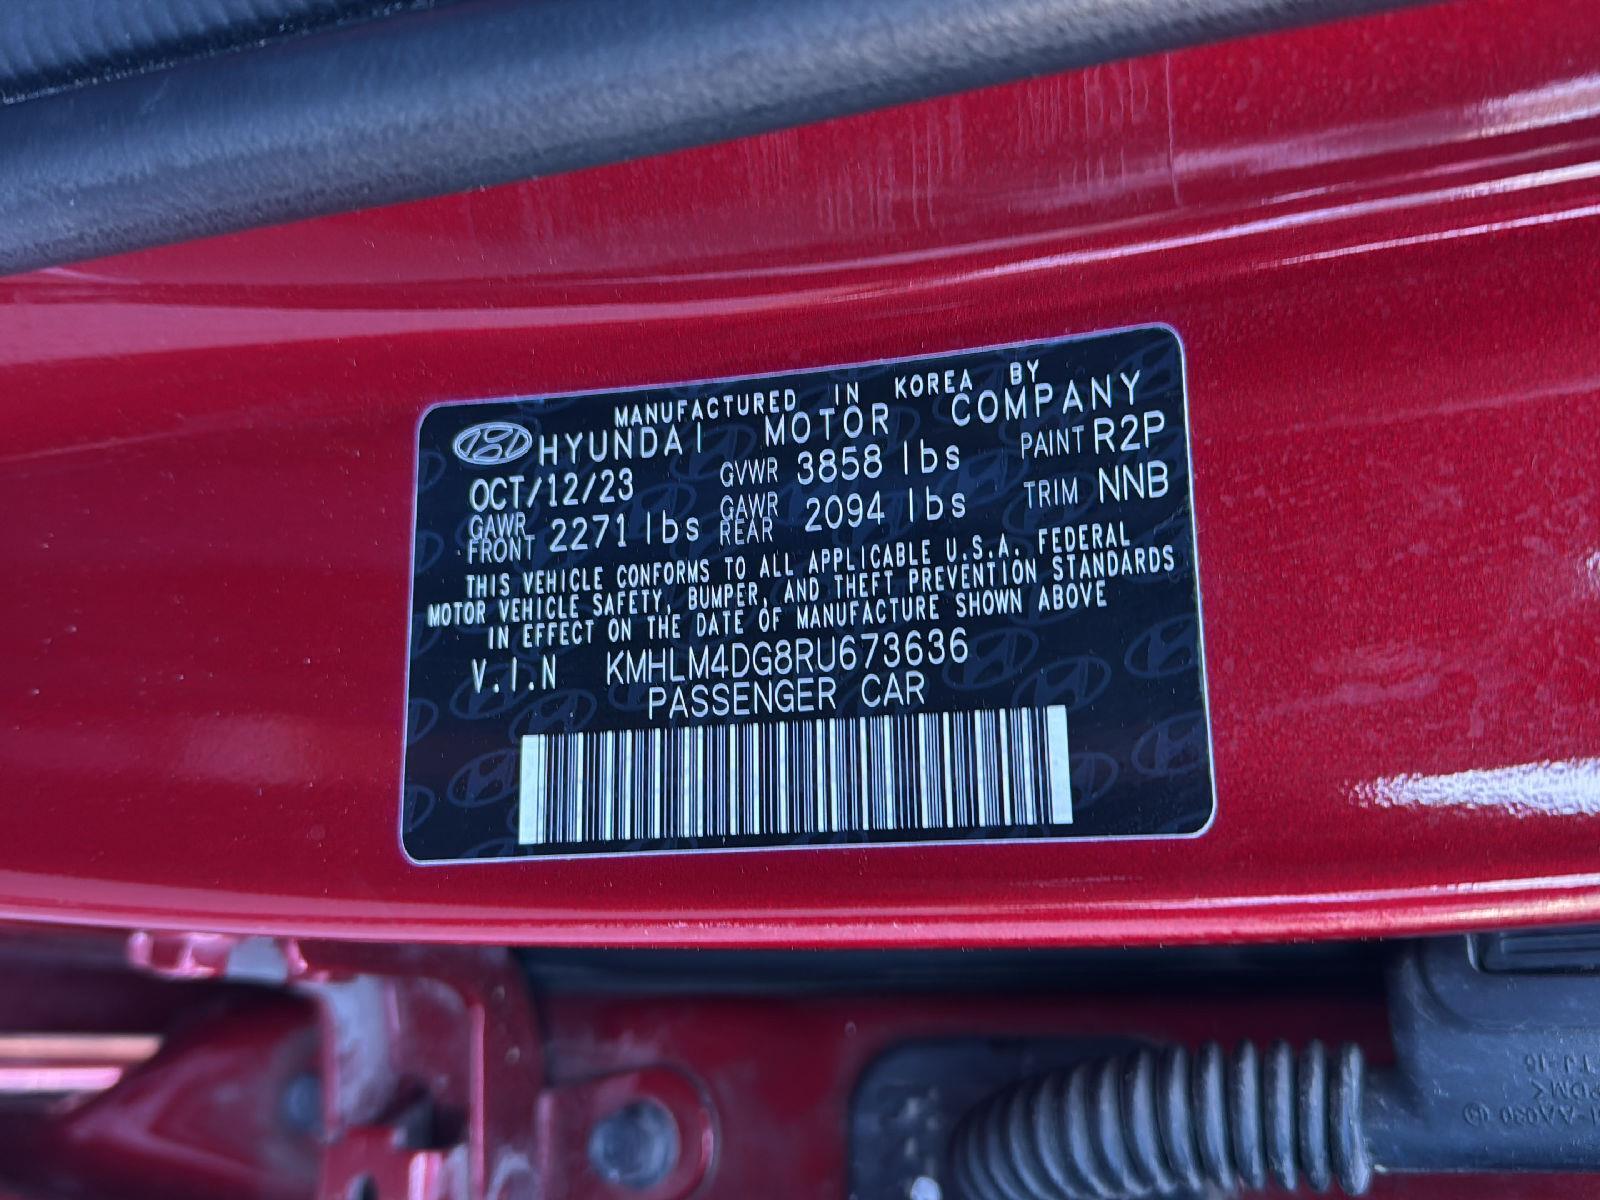 MANUFACTURED IN KOREA BY
HYUNDAI MOTOR COMPANY
OCT/12/23 GVWR 3858 lbs PAINT R2P
GAWR FRONT 2271 lbs GAWR REAR 2094 lbs TRIM NNB
THIS VEHICLE CONFORMS TO ALL APPLICABLE U.S.A. FEDERAL
MOTOR VEHICLE SAFETY, BUMPER, AND THEFT PREVENTION STANDARDS
IN EFFECT ON THE DATE OF MANUFACTURE SHOWN ABOVE
V.I.N KMHLM4DG8RU673636
PASSENGER CAR